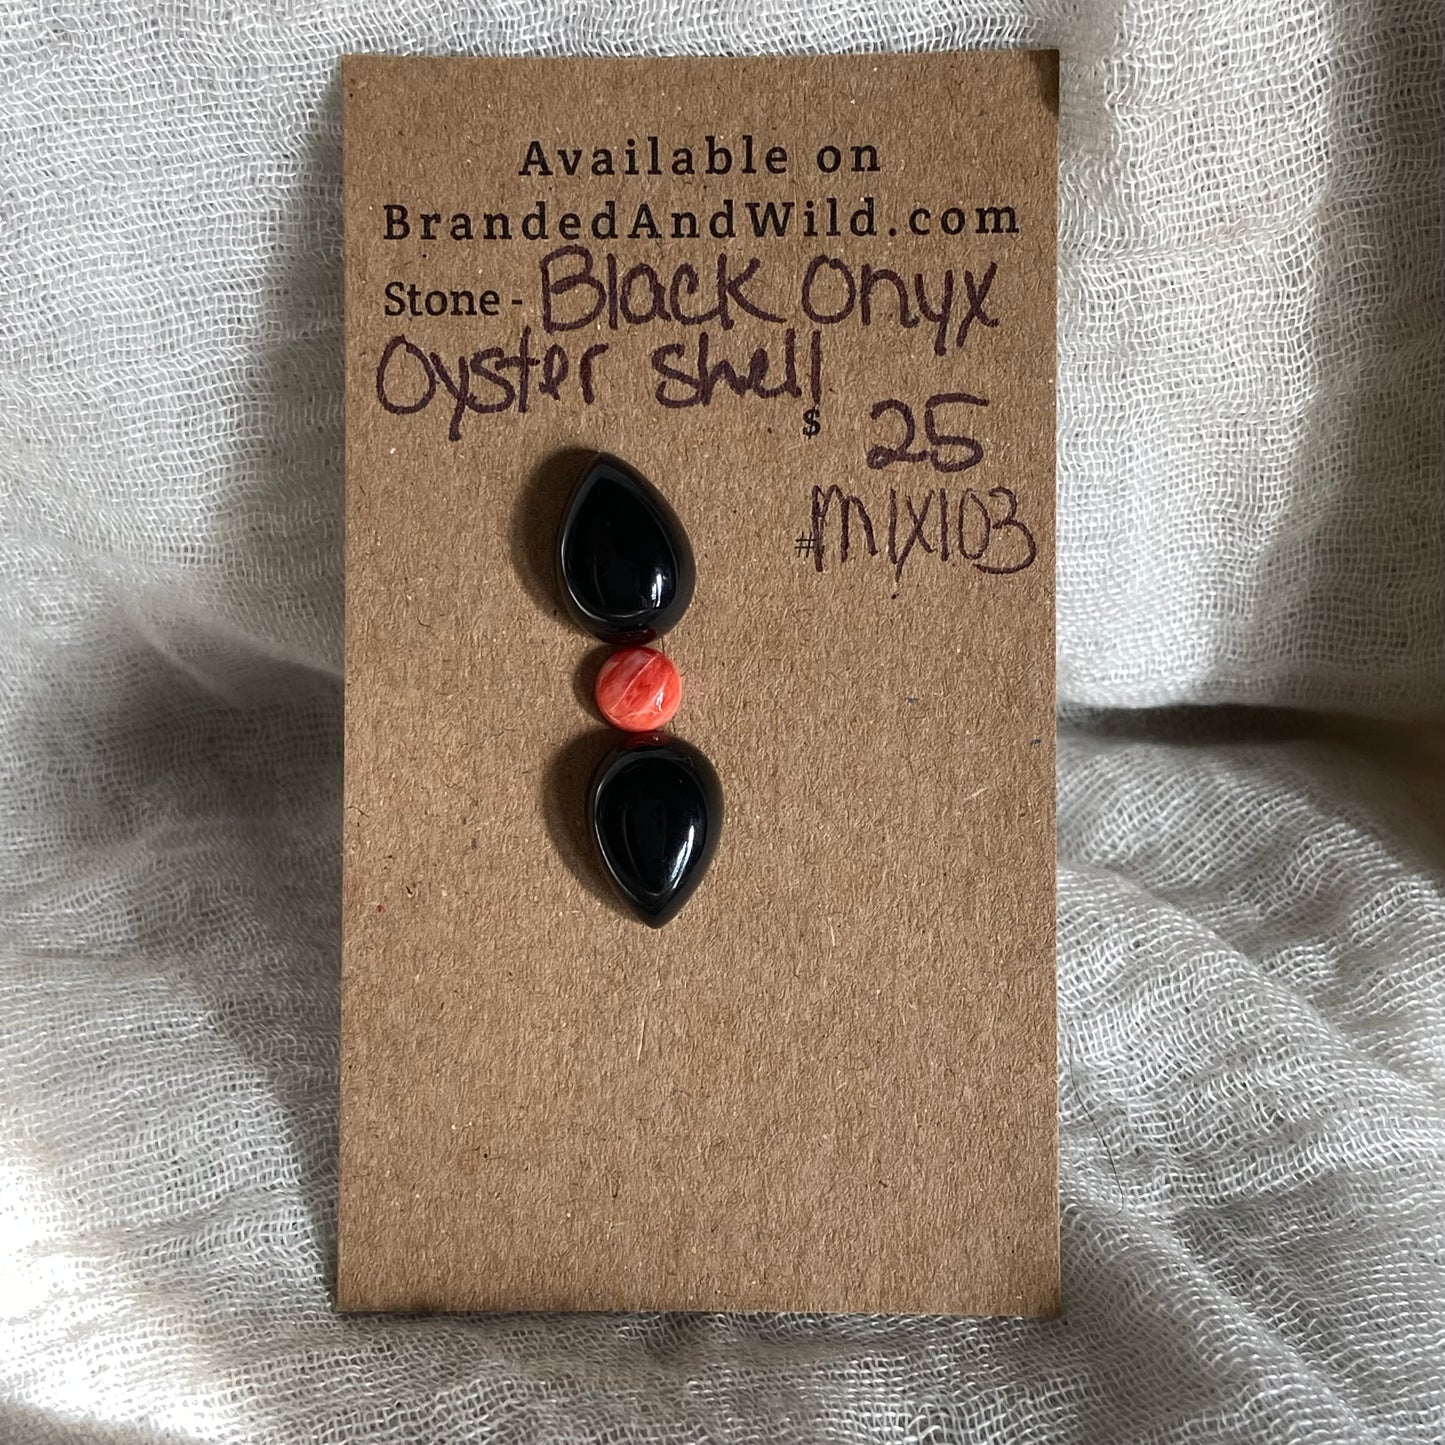 Available on
BrandedAndWild.com
Stone - Black Onyx
Oyster Shell
$ 25
#MIX103